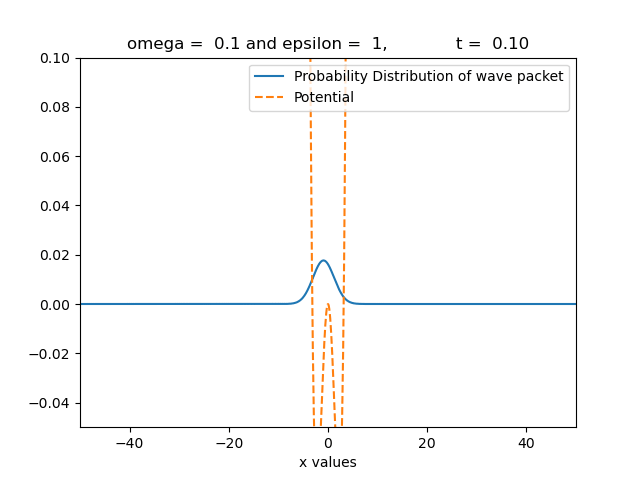 omega =  0.1 and epsilon =  1,             t =  0.10
Probability Distribution of wave packet
Potential
0.10
0.08
0.06
0.04
0.02
0.00
−0.02
−0.04
−40 −20 0 20 40
x values